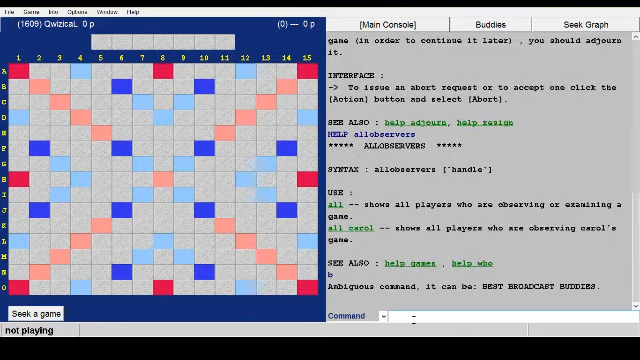 File Game Info Options Window Help
(1609) QwizicaL 0 p
(0) --- 0 p
[Main Console] Buddies Seek Graph
1 2 3 4 5 6 7 8 9 10 11 12 13 14 15
A
B
C
D
E
F
G
H
I
J
K
L
M
N
O
game (in order to continue it later) , you should adjourn
it.
INTERFACE :
-> To issue an abort request or to accept one click the
[Action] button and select [Abort].
SEE ALSO : help adjourn, help resign
HELP allobservers
***** ALLOBSERVERS *****
SYNTAX : allobservers [`handle`]
USE :
all -- shows all players who are observing or examining a
game.
all carol -- shows all players who are observing carol's
game.
SEE ALSO : help games , help who
b
Ambiguous command, it can be: BEST BROADCAST BUDDIES.
Seek a game
Command
not playing